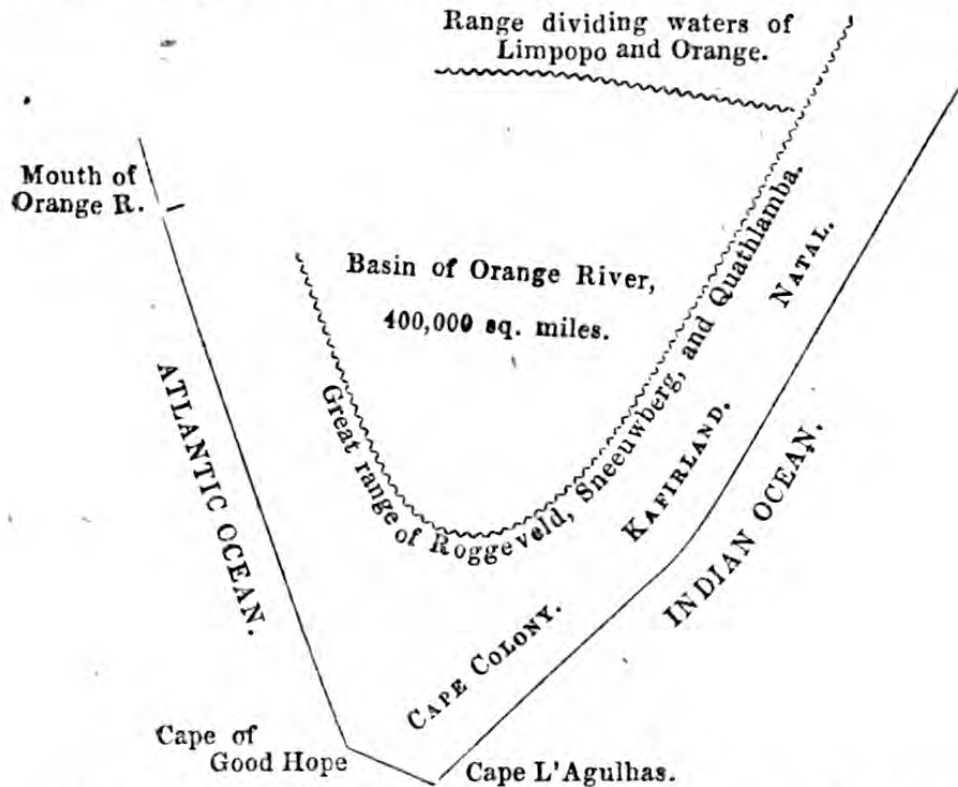 Range dividing waters of
Limpopo and Orange.
Mouth of
Orange R.
Basin of Orange River,
400,000 sq. miles.
Great range of Roggeveld, Sneeuwberg, and Quathlamba.
NATAL.
KAFIRLAND.
ATLANTIC OCEAN.
INDIAN OCEAN.
CAPE COLONY.
Cape of
Good Hope
Cape L'Agulhas.